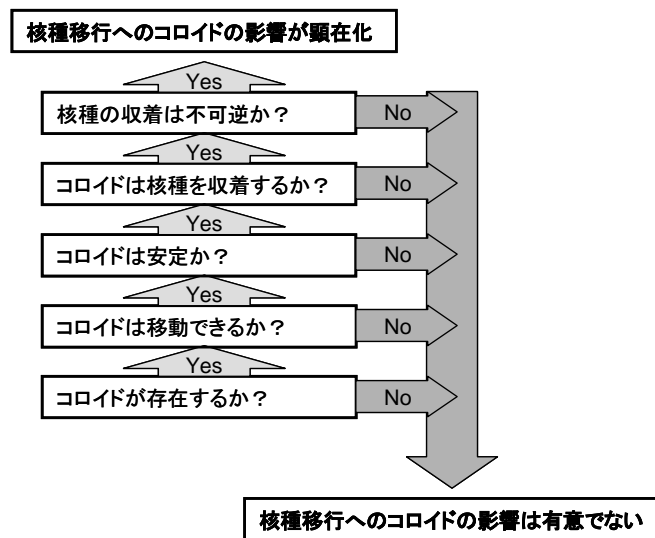 核種移行へのコロイドの影響が顕在化
Yes
核種の収着は不可逆か？
No
Yes
コロイドは核種を収着するか？
No
Yes
コロイドは安定か？
No
Yes
コロイドは移動できるか？
No
Yes
コロイドが存在するか？
No
核種移行へのコロイドの影響は有意でない